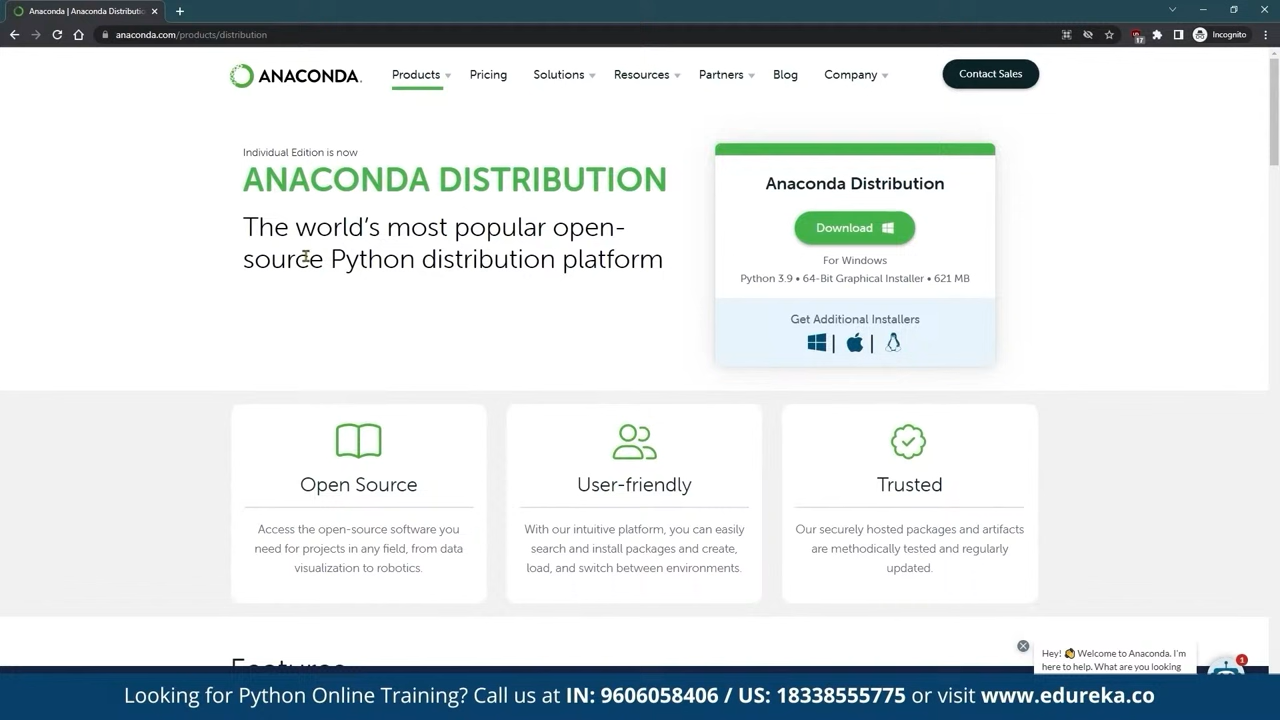 Anaconda | Anaconda Distributio
anaconda.com/products/distribution
17
Incognito
ANACONDA.
Products
Pricing
Solutions
Resources
Partners
Blog
Company
Contact Sales
Individual Edition is now
ANACONDA DISTRIBUTION
The world's most popular open-
source Python distribution platform
Anaconda Distribution
Download
For Windows
Python 3.9 • 64-Bit Graphical Installer • 621 MB
Get Additional Installers
| |
Open Source
Access the open-source software you
need for projects in any field, from data
visualization to robotics.
User-friendly
With our intuitive platform, you can easily
search and install packages and create,
load, and switch between environments.
Trusted
Our securely hosted packages and artifacts
are methodically tested and regularly
updated.
Features
Hey! 👋 Welcome to Anaconda. I'm
here to help. What are you looking
1
Looking for Python Online Training? Call us at IN: 9606058406 / US: 18338555775 or visit www.edureka.co